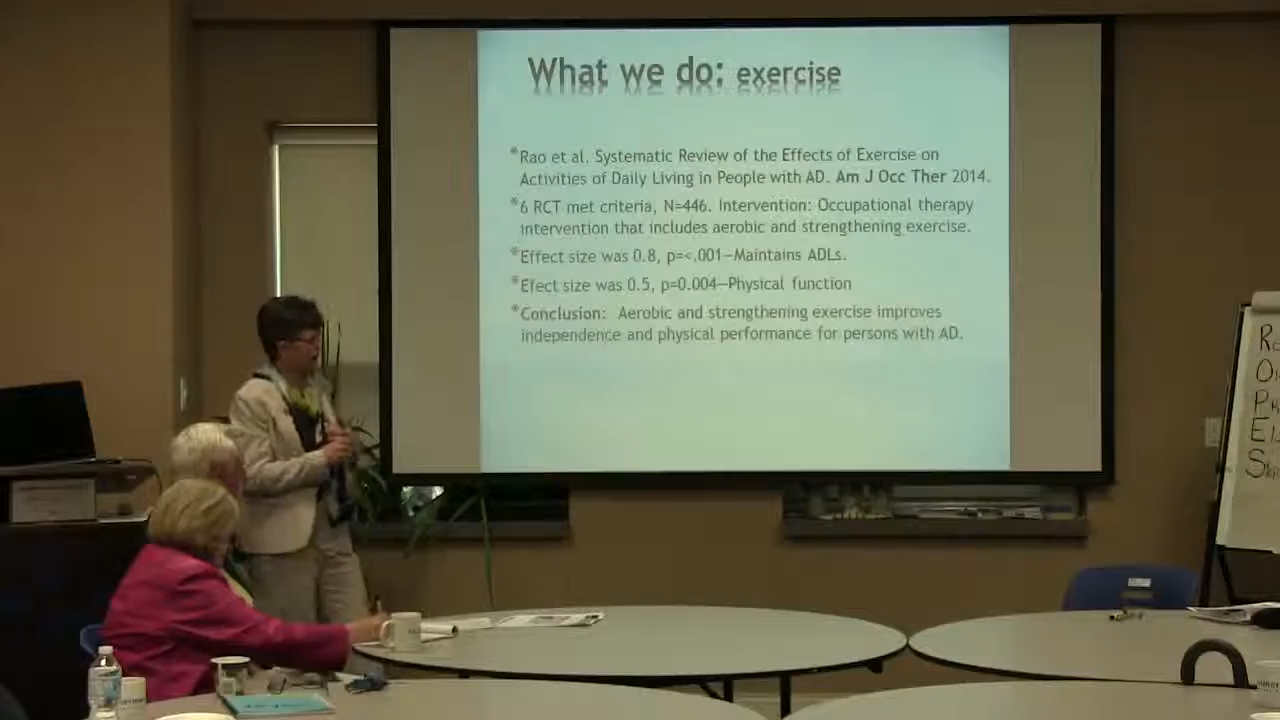 What we do: exercise
*Rao et al, Systematic Review of the Effects of Exercise on
Activities of Daily Living in People with AD. Am J Occ Ther 2014.
*6 RCT met criteria, N=446. Intervention: Occupational therapy
intervention that includes aerobic and strengthening exercise.
*Effect size was 0.8, p=<.001—Maintains ADLs.
*Efect size was 0.5, p=0.004—Physical function
*Conclusion: Aerobic and strengthening exercise improves
independence and physical performance for persons with AD.
R
O
P
E
S